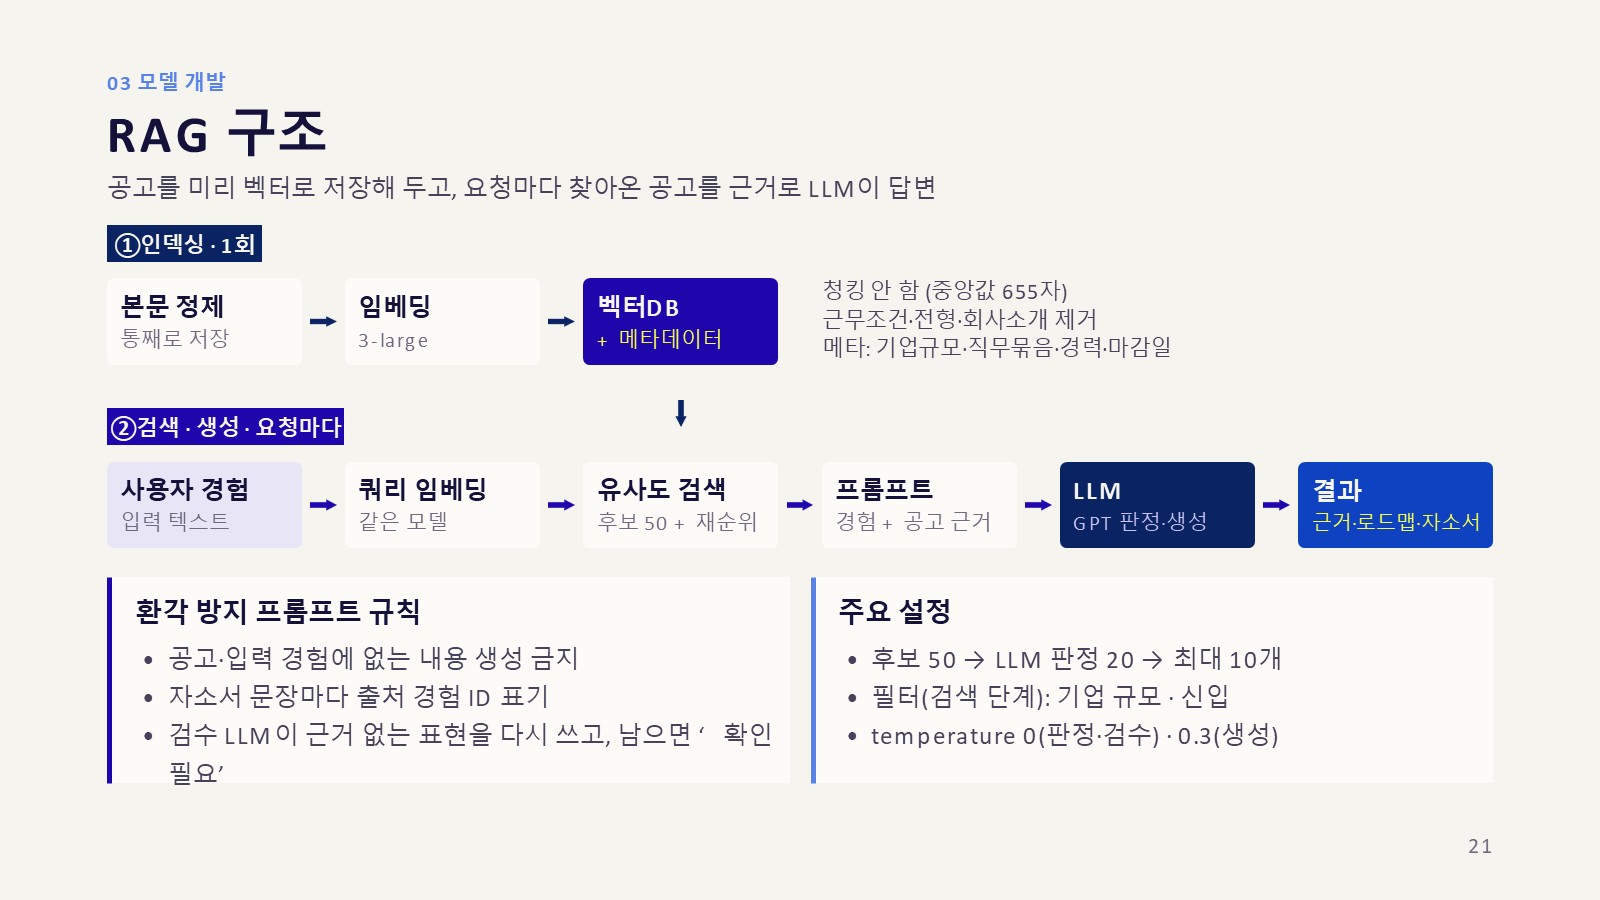 03 모델 개발
RAG 구조
공고를 미리 벡터로 저장해 두고, 요청마다 찾아온 공고를 근거로 LLM이 답변
①인덱싱 · 1회
본문 정제
통째로 저장
임베딩
3-large
벡터DB
+ 메타데이터
청킹 안 함 (중앙값 655자)
근무조건·전형·회사소개 제거
메타: 기업규모·직무묶음·경력·마감일
②검색 · 생성 · 요청마다
사용자 경험
입력 텍스트
쿼리 임베딩
같은 모델
유사도 검색
후보 50 + 재순위
프롬프트
경험 + 공고 근거
LLM
GPT 판정·생성
결과
근거·로드맵·자소서
환각 방지 프롬프트 규칙
• 공고·입력 경험에 없는 내용 생성 금지
• 자소서 문장마다 출처 경험 ID 표기
• 검수 LLM이 근거 없는 표현을 다시 쓰고, 남으면 ‘확인
필요’
주요 설정
• 후보 50 → LLM 판정 20 → 최대 10개
• 필터(검색 단계): 기업 규모 · 신입
• temperature 0(판정·검수) · 0.3(생성)
21